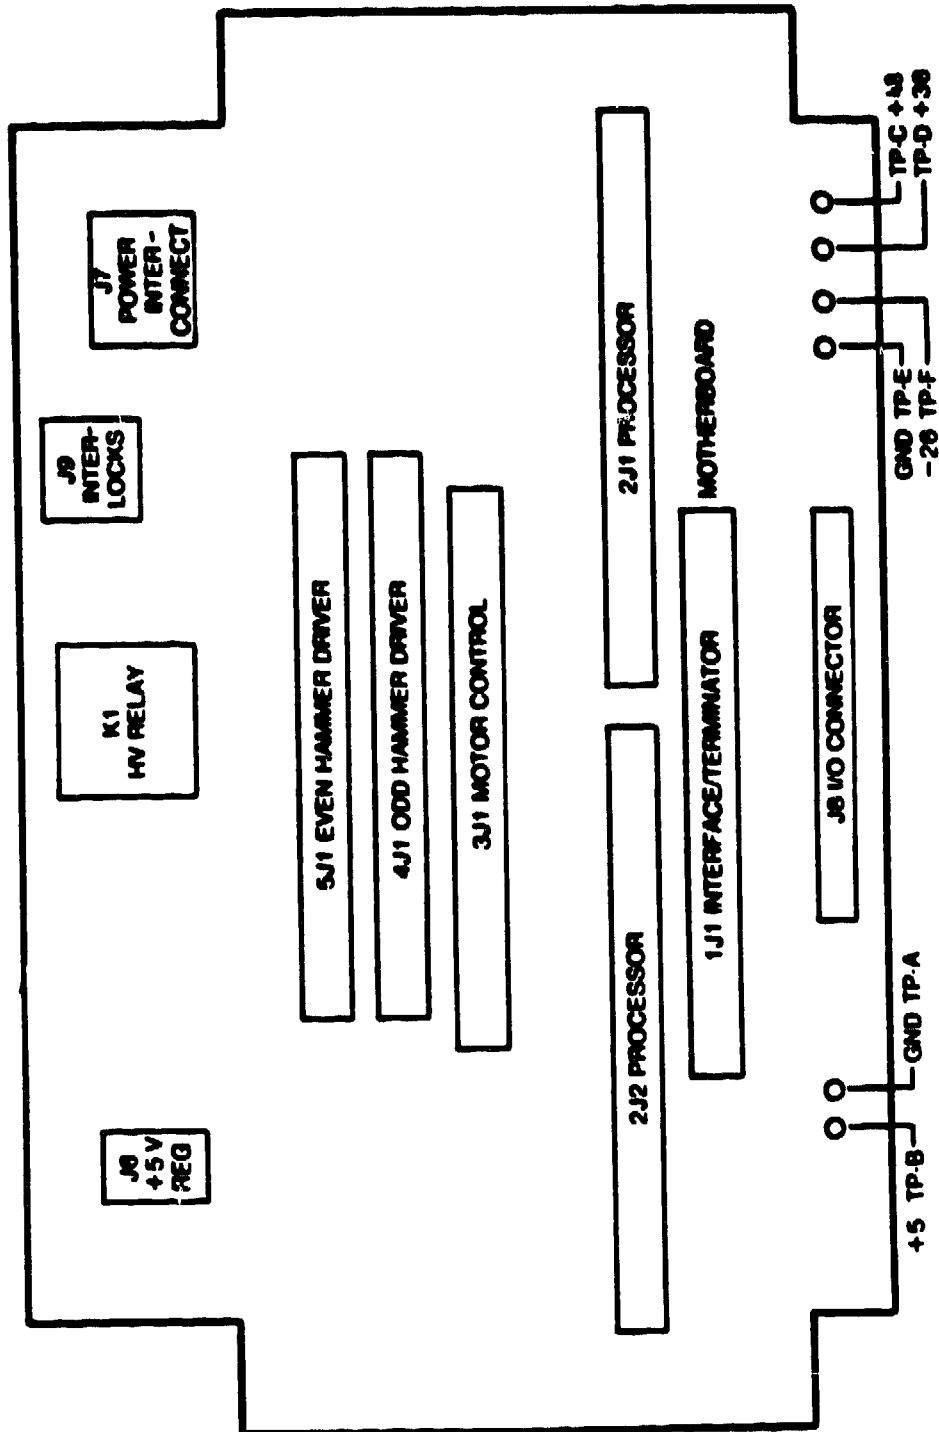 J6
+5 V
REG
K1
HV RELAY
J9
INTER-
LOCKS
J7
POWER
INTER -
CONNECT
5J1 EVEN HAMMER DRIVER
4J1 ODD HAMMER DRIVER
3J1 MOTOR CONTROL
2J2 PROCESSOR
2J1 PROCESSOR
1J1 INTERFACE/TERMINATOR
MOTHERBOARD
J8 I/O CONNECTOR
+5 TP-B
GND TP-A
GND TP-E
-26 TP-F
TP-C +48
TP-D +36